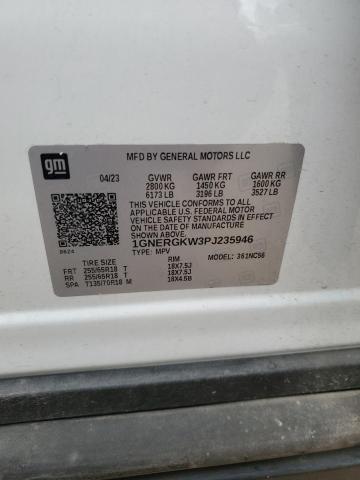 gm
MFD BY GENERAL MOTORS LLC
04/23 GVWR GAWR FRT GAWR RR
2800 KG 1450 KG 1600 KG
6173 LB 3196 LB 3527 LB
THIS VEHICLE CONFORMS TO ALL
APPLICABLE U.S. FEDERAL MOTOR
VEHICLE SAFETY STANDARDS IN EFFECT
ON THE DATE OF MANUFACTURE SHOWN ABOVE
1GNERGKW3PJ235946
0624 TYPE: MPV MODEL: 361NC56
TIRE SIZE RIM
FRT 255/65R18 T 18X7.5J
RR 255/65R18 T 18X7.5J
SPA T135/70R18 M 18X4.5B